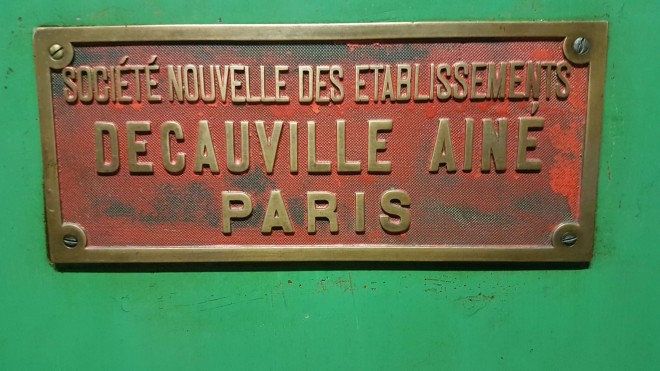 SOCIÉTÉ NOUVELLE DES ETABLISSEMENTS
DECAUVILLE AINÉ
PARIS